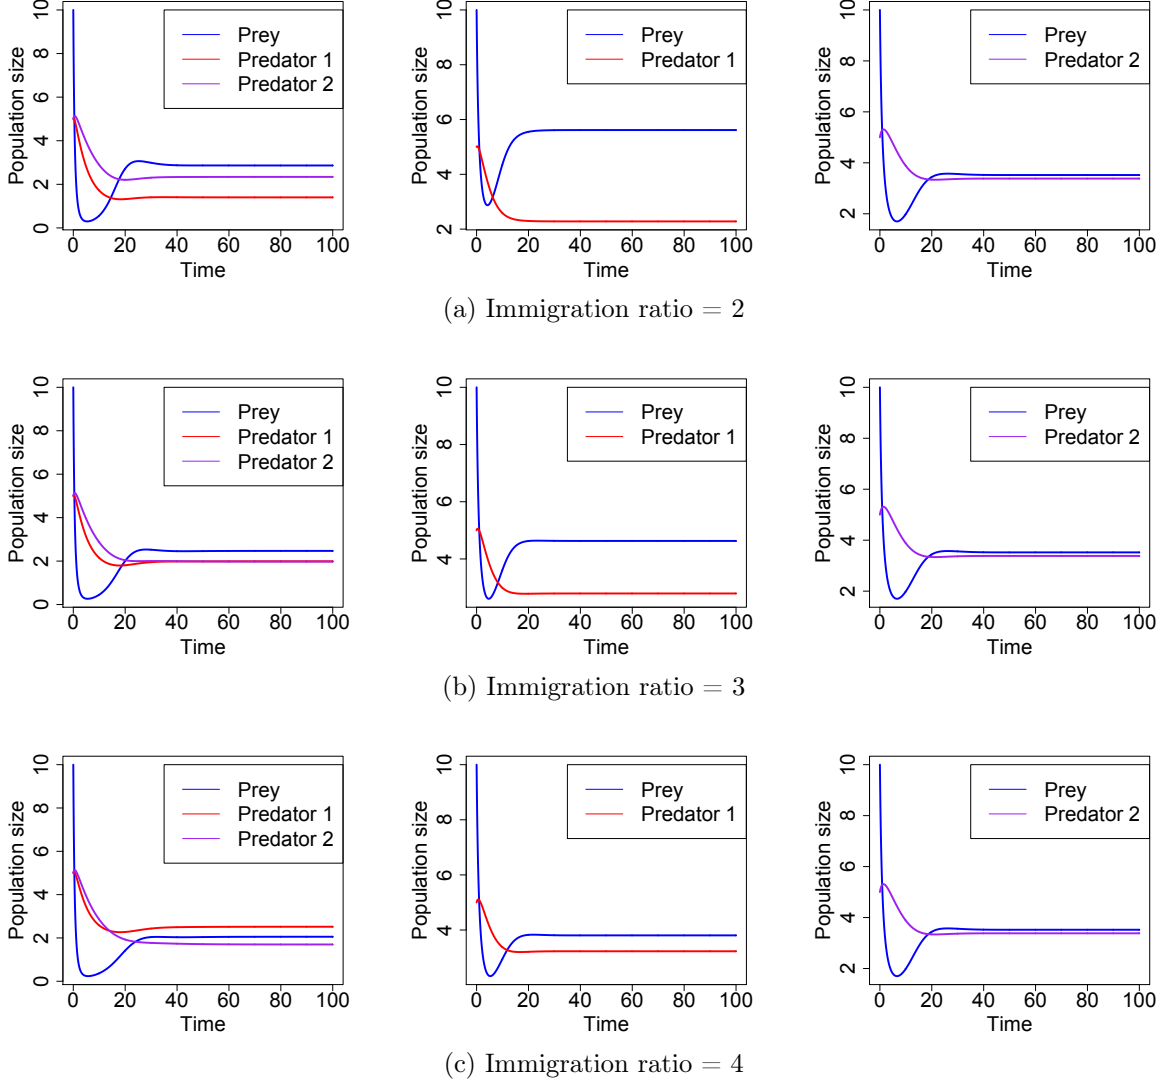 Population size
0 2 4 6 8 10
Prey
Predator 1
Predator 2
0 20 40 60 80 100
Time
Population size
2 4 6 8 10
Prey
Predator 1
0 20 40 60 80 100
Time
Population size
2 4 6 8 10
Prey
Predator 2
0 20 40 60 80 100
Time
(a) Immigration ratio = 2
Population size
0 2 4 6 8 10
Prey
Predator 1
Predator 2
0 20 40 60 80 100
Time
Population size
4 6 8 10
Prey
Predator 1
0 20 40 60 80 100
Time
Population size
2 4 6 8 10
Prey
Predator 2
0 20 40 60 80 100
Time
(b) Immigration ratio = 3
Population size
0 2 4 6 8 10
Prey
Predator 1
Predator 2
0 20 40 60 80 100
Time
Population size
4 6 8 10
Prey
Predator 1
0 20 40 60 80 100
Time
Population size
2 4 6 8 10
Prey
Predator 2
0 20 40 60 80 100
Time
(c) Immigration ratio = 4